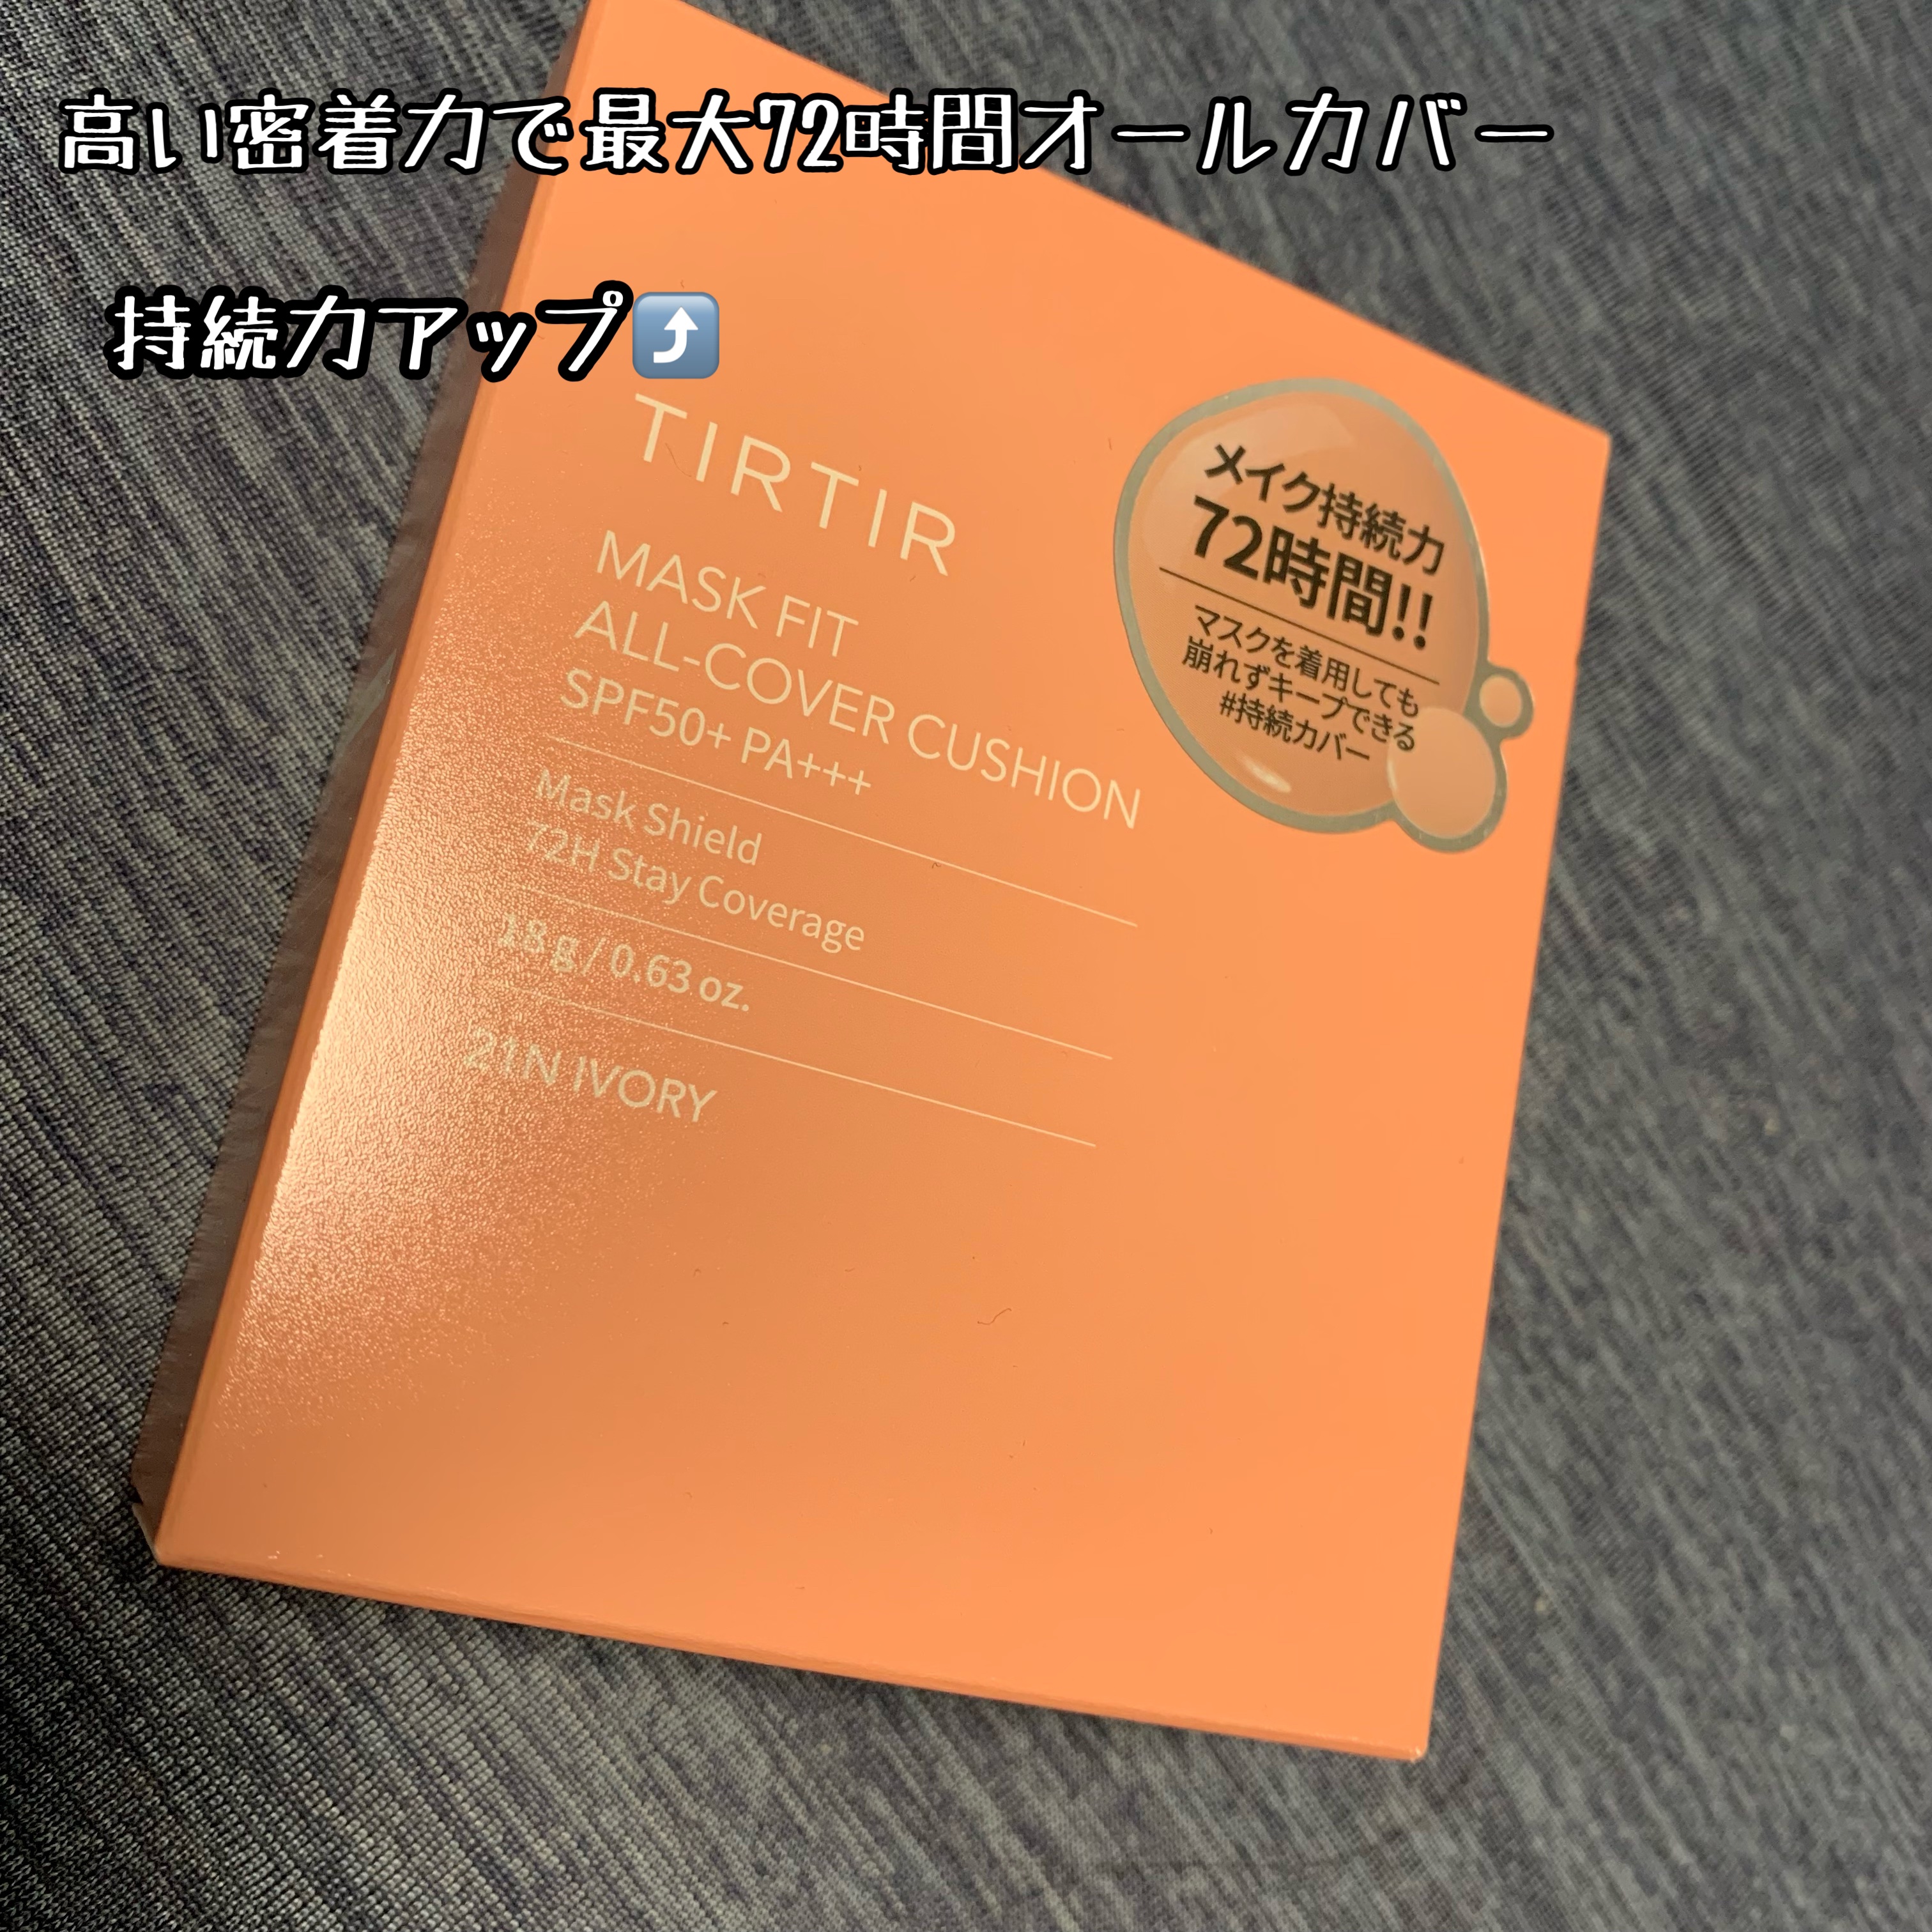 高い密着力で最大72時間オールカバー
持続力アップ⤴️
TIRTIR
MASK FIT
ALL-COVER CUSHION
SPF50+ PA+++
Mask Shield
72H Stay Coverage
18 g / 0.63 oz.
21N IVORY
メイク持続力
72時間!!
マスクを着用しても
崩れずキープできる
#持続カバー